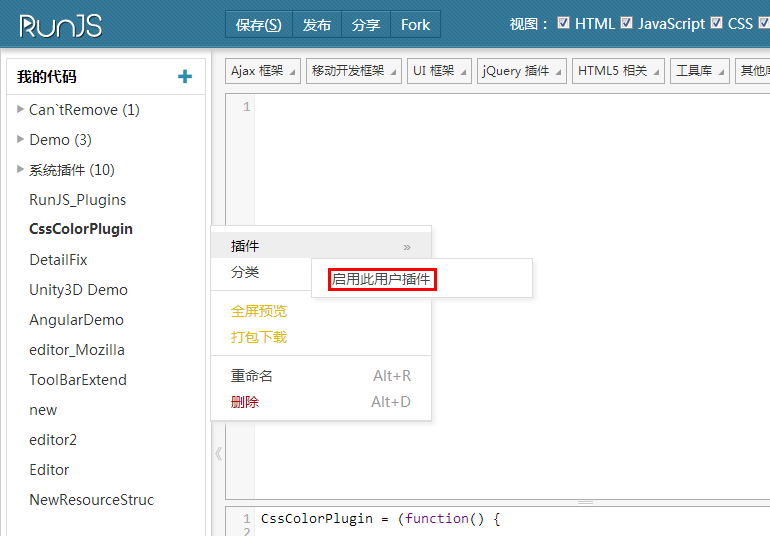 RunJS
保存(S) 发布 分享 Fork 视图： HTML JavaScript CSS
我的代码
Ajax 框架 移动开发框架 UI 框架 jQuery 插件 HTML5 相关 工具库 其他
Can`tRemove (1)
Demo (3)
系统插件 (10)
RunJS_Plugins
CssColorPlugin
DetailFix
Unity3D Demo
AngularDemo
editor_Mozilla
ToolBarExtend
new
editor2
Editor
NewResourceStruc
1
插件 »
分类
启用此用户插件
全屏预览
打包下载
重命名 Alt+R
删除 Alt+D
《
1 CssColorPlugin = (function() {
2